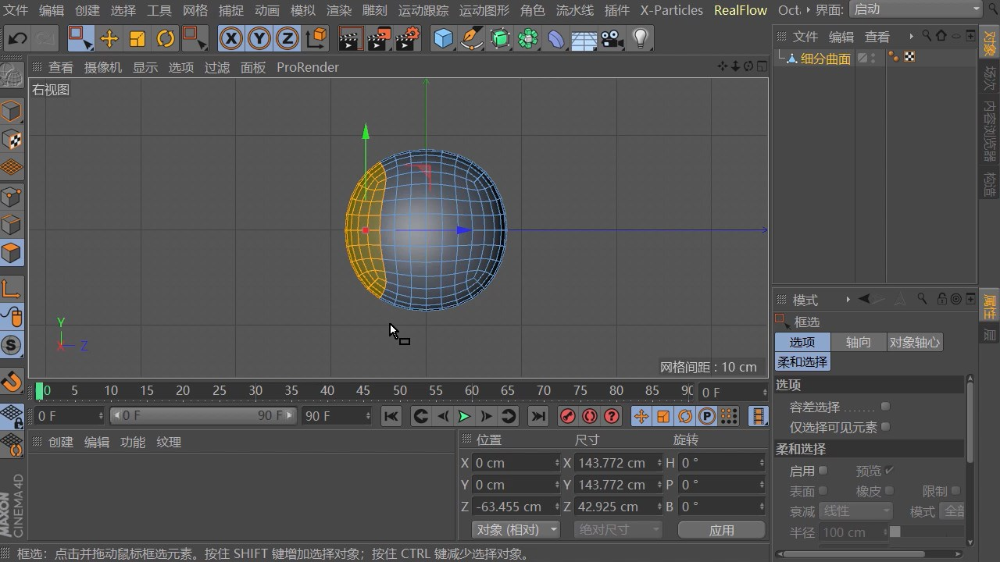 文件 编辑 创建 选择 工具 网格 捕捉 动画 模拟 渲染 雕刻 运动跟踪 运动图形 角色 流水线 插件 X-Particles RealFlow Oct 界面: 启动
文件 编辑 查看
查看 摄像机 显示 选项 过滤 面板 ProRender
细分曲面
右视图
对象
场次
内容浏览器
构造
X Y Z
Y
X Z
网格间距 : 10 cm
模式
框选
选项 轴向 对象轴心
柔和选择
属性
层
选项
容差选择 . . . . . . .
仅选择可见元素
柔和选择
启用 预览
表面 橡皮 限制
衰减 线性 模式 全部
半径 100 cm
0 5 10 15 20 25 30 35 40 45 50 55 60 65 70 75 80 85 90 0 F
0 F 0 F 90 F 90 F
创建 编辑 功能 纹理
位置 尺寸 旋转
X 0 cm X 143.772 cm H 0 °
Y 0 cm Y 143.772 cm P 0 °
Z -63.455 cm Z 42.925 cm B 0 °
对象 (相对) 绝对尺寸 应用
MAXON
CINEMA 4D
框选：点击并拖动鼠标框选元素。按住 SHIFT 键增加选择对象；按住 CTRL 键减少选择对象。